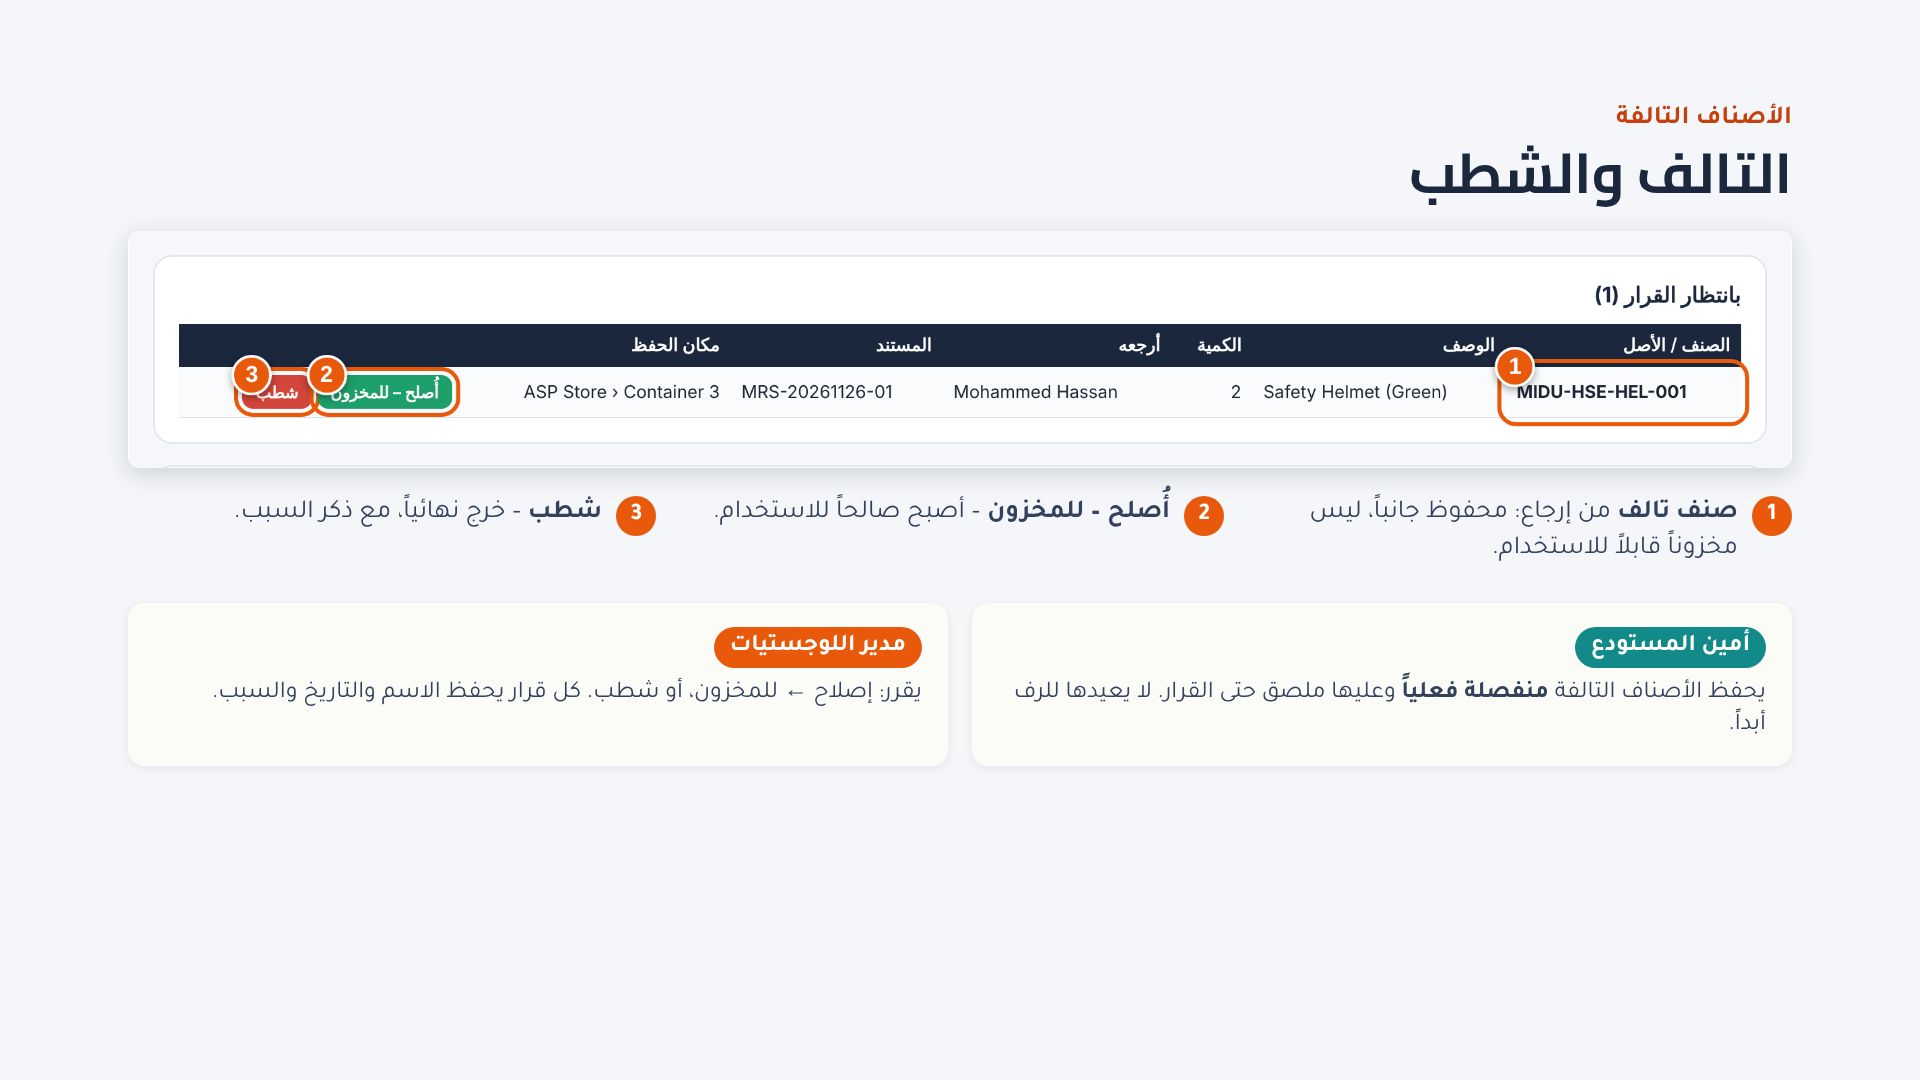 الأصناف التالفة
التالف والشطب
بانتظار القرار (1)
الصنف / الأصل الوصف الكمية أرجعه المستند مكان الحفظ
1
MIDU-HSE-HEL-001 Safety Helmet (Green) 2 Mohammed Hassan MRS-20261126-01 ASP Store › Container 3 أُصلح – للمخزون شطب
2
3
1 صنف تالف من إرجاع: محفوظ جانباً، ليس
مخزوناً قابلاً للاستخدام.
2 أُصلح – للمخزون – أصبح صالحاً للاستخدام.
3 شطب – خرج نهائياً، مع ذكر السبب.
أمين المستودع
يحفظ الأصناف التالفة منفصلة فعلياً وعليها ملصق حتى القرار. لا يعيدها للرف
أبداً.
مدير اللوجستيات
يقرر: إصلاح ← للمخزون، أو شطب. كل قرار يحفظ الاسم والتاريخ والسبب.